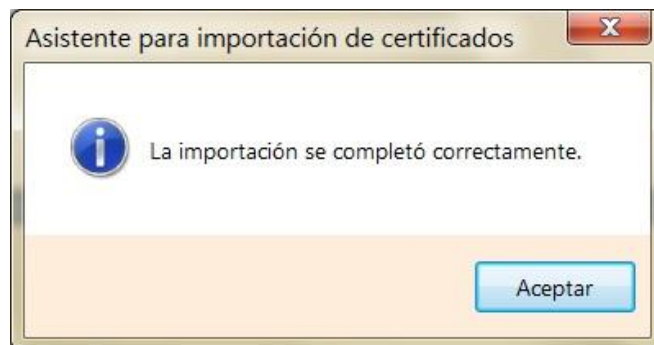 Asistente para importación de certificados
La importación se completó correctamente.
Aceptar